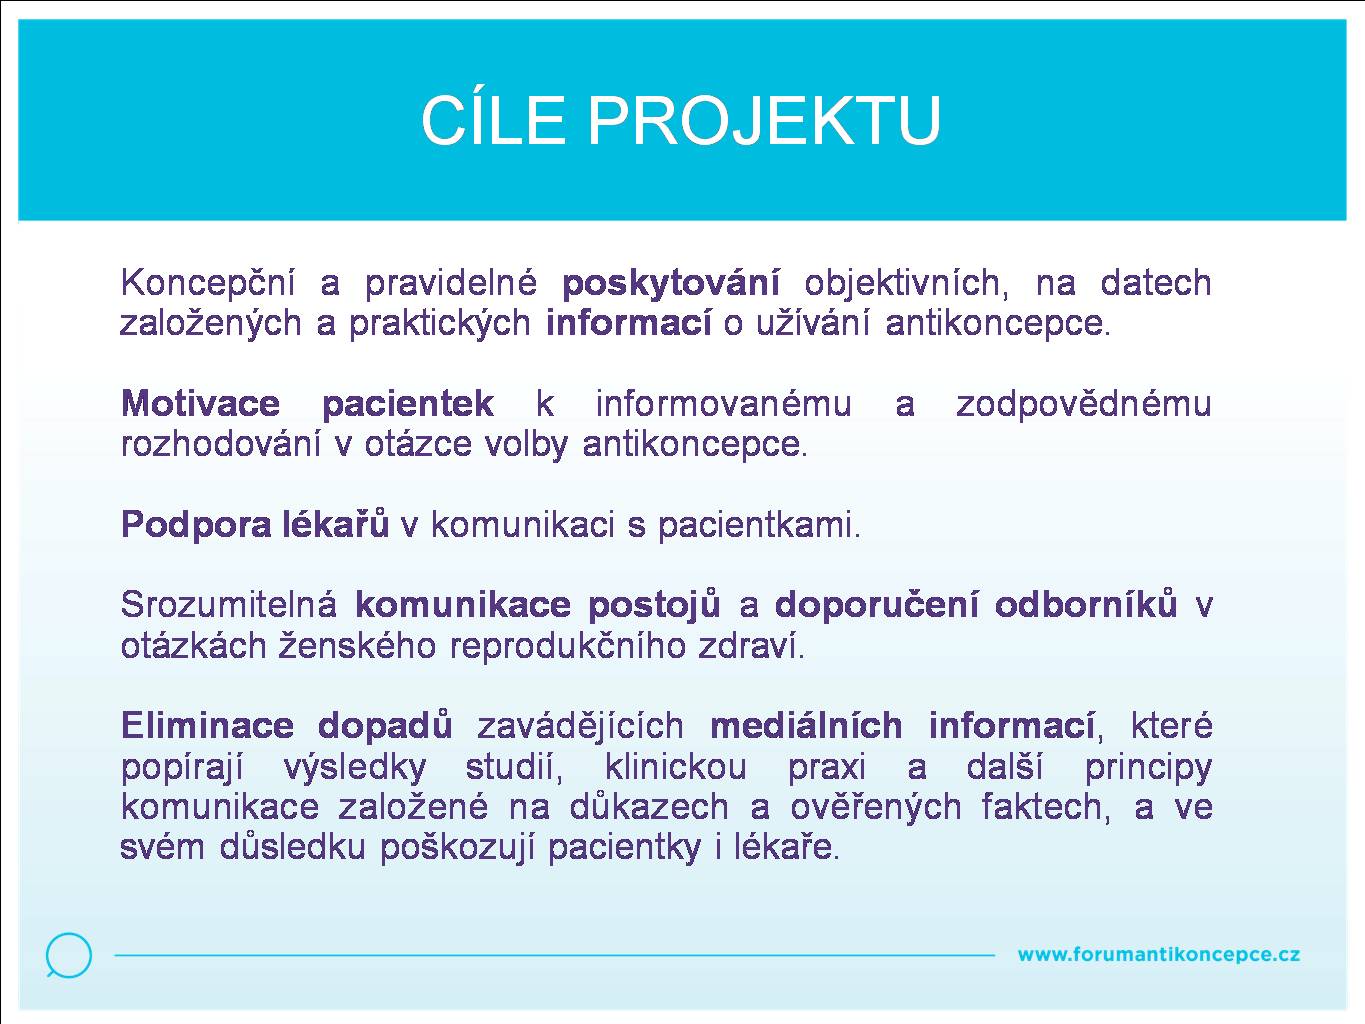 CÍLE PROJEKTU
Koncepční a pravidelné poskytování objektivních, na datech
založených a praktických informací o užívání antikoncepce.
Motivace pacientek k informovanému a zodpovědnému
rozhodování v otázce volby antikoncepce.
Podpora lékařů v komunikaci s pacientkami.
Srozumitelná komunikace postojů a doporučení odborníků v
otázkách ženského reprodukčního zdraví.
Eliminace dopadů zavádějících mediálních informací, které
popírají výsledky studií, klinickou praxi a další principy
komunikace založené na důkazech a ověřených faktech, a ve
svém důsledku poškozují pacientky i lékaře.
www.forumantikoncepce.cz